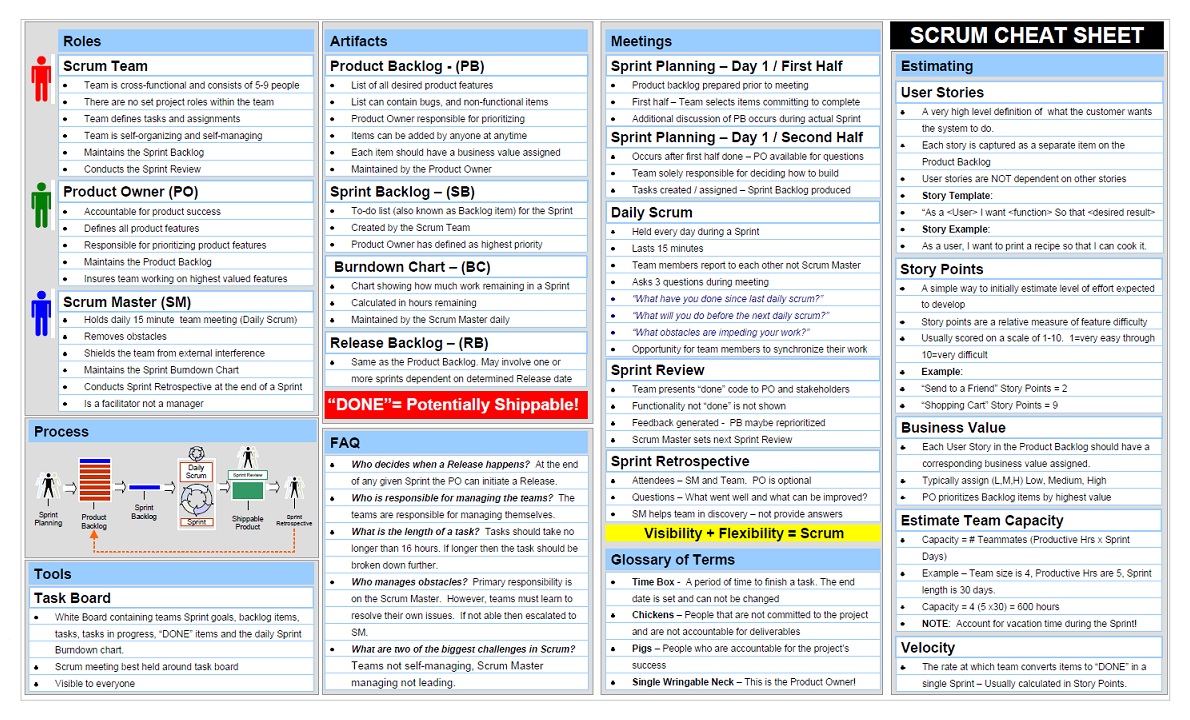 Roles
Scrum Team
Team is cross-functional and consists of 5-9 people
There are no set project roles within the team
Team defines tasks and assignments
Team is self-organizing and self-managing
Maintains the Sprint Backlog
Conducts the Sprint Review
Product Owner (PO)
Accountable for product success
Defines all product features
Responsible for prioritizing product features
Maintains the Product Backlog
Insures team working on highest valued features
Scrum Master (SM)
Holds daily 15 minute team meeting (Daily Scrum)
Removes obstacles
Shields the team from external interference
Maintains the Sprint Burndown Chart
Conducts Sprint Retrospective at the end of a Sprint
Is a facilitator not a manager
Process
Sprint
Planning
Product
Backlog
Sprint
Backlog
Daily
Scrum
Sprint
Sprint Review
Shippable
Product
Sprint
Retrospective
Tools
Task Board
White Board containing teams Sprint goals, backlog items,
tasks, tasks in progress, “DONE” items and the daily Sprint
Burndown chart.
Scrum meeting best held around task board
Visible to everyone
Artifacts
Product Backlog - (PB)
List of all desired product features
List can contain bugs, and non-functional items
Product Owner responsible for prioritizing
Items can be added by anyone at anytime
Each item should have a business value assigned
Maintained by the Product Owner
Sprint Backlog – (SB)
To-do list (also known as Backlog item) for the Sprint
Created by the Scrum Team
Product Owner has defined as highest priority
Burndown Chart – (BC)
Chart showing how much work remaining in a Sprint
Calculated in hours remaining
Maintained by the Scrum Master daily
Release Backlog – (RB)
Same as the Product Backlog. May involve one or
more sprints dependent on determined Release date
“DONE”= Potentially Shippable!
FAQ
Who decides when a Release happens? At the end
of any given Sprint the PO can initiate a Release.
Who is responsible for managing the teams? The
teams are responsible for managing themselves.
What is the length of a task? Tasks should take no
longer than 16 hours. If longer then the task should be
broken down further.
Who manages obstacles? Primary responsibility is
on the Scrum Master. However, teams must learn to
resolve their own issues. If not able then escalated to
SM.
What are two of the biggest challenges in Scrum?
Teams not self-managing, Scrum Master
managing not leading.
Meetings
Sprint Planning – Day 1 / First Half
Product backlog prepared prior to meeting
First half – Team selects items committing to complete
Additional discussion of PB occurs during actual Sprint
Sprint Planning – Day 1 / Second Half
Occurs after first half done – PO available for questions
Team solely responsible for deciding how to build
Tasks created / assigned – Sprint Backlog produced
Daily Scrum
Held every day during a Sprint
Lasts 15 minutes
Team members report to each other not Scrum Master
Asks 3 questions during meeting
“What have you done since last daily scrum?”
“What will you do before the next daily scrum?”
“What obstacles are impeding your work?”
Opportunity for team members to synchronize their work
Sprint Review
Team presents “done” code to PO and stakeholders
Functionality not “done” is not shown
Feedback generated - PB maybe reprioritized
Scrum Master sets next Sprint Review
Sprint Retrospective
Attendees – SM and Team. PO is optional
Questions – What went well and what can be improved?
SM helps team in discovery – not provide answers
Visibility + Flexibility = Scrum
Glossary of Terms
Time Box - A period of time to finish a task. The end
date is set and can not be changed
Chickens – People that are not committed to the project
and are not accountable for deliverables
Pigs – People who are accountable for the project’s
success
Single Wringable Neck – This is the Product Owner!
SCRUM CHEAT SHEET
Estimating
User Stories
A very high level definition of what the customer wants
the system to do.
Each story is captured as a separate item on the
Product Backlog
User stories are NOT dependent on other stories
Story Template:
“As a <User> I want <function> So that <desired result>
Story Example:
As a user, I want to print a recipe so that I can cook it.
Story Points
A simple way to initially estimate level of effort expected
to develop
Story points are a relative measure of feature difficulty
Usually scored on a scale of 1-10. 1=very easy through
10=very difficult
Example:
“Send to a Friend” Story Points = 2
“Shopping Cart” Story Points = 9
Business Value
Each User Story in the Product Backlog should have a
corresponding business value assigned.
Typically assign (L,M,H) Low, Medium, High
PO prioritizes Backlog items by highest value
Estimate Team Capacity
Capacity = # Teammates (Productive Hrs x Sprint
Days)
Example – Team size is 4, Productive Hrs are 5, Sprint
length is 30 days.
Capacity = 4 (5 x30) = 600 hours
NOTE: Account for vacation time during the Sprint!
Velocity
The rate at which team converts items to “DONE” in a
single Sprint – Usually calculated in Story Points.